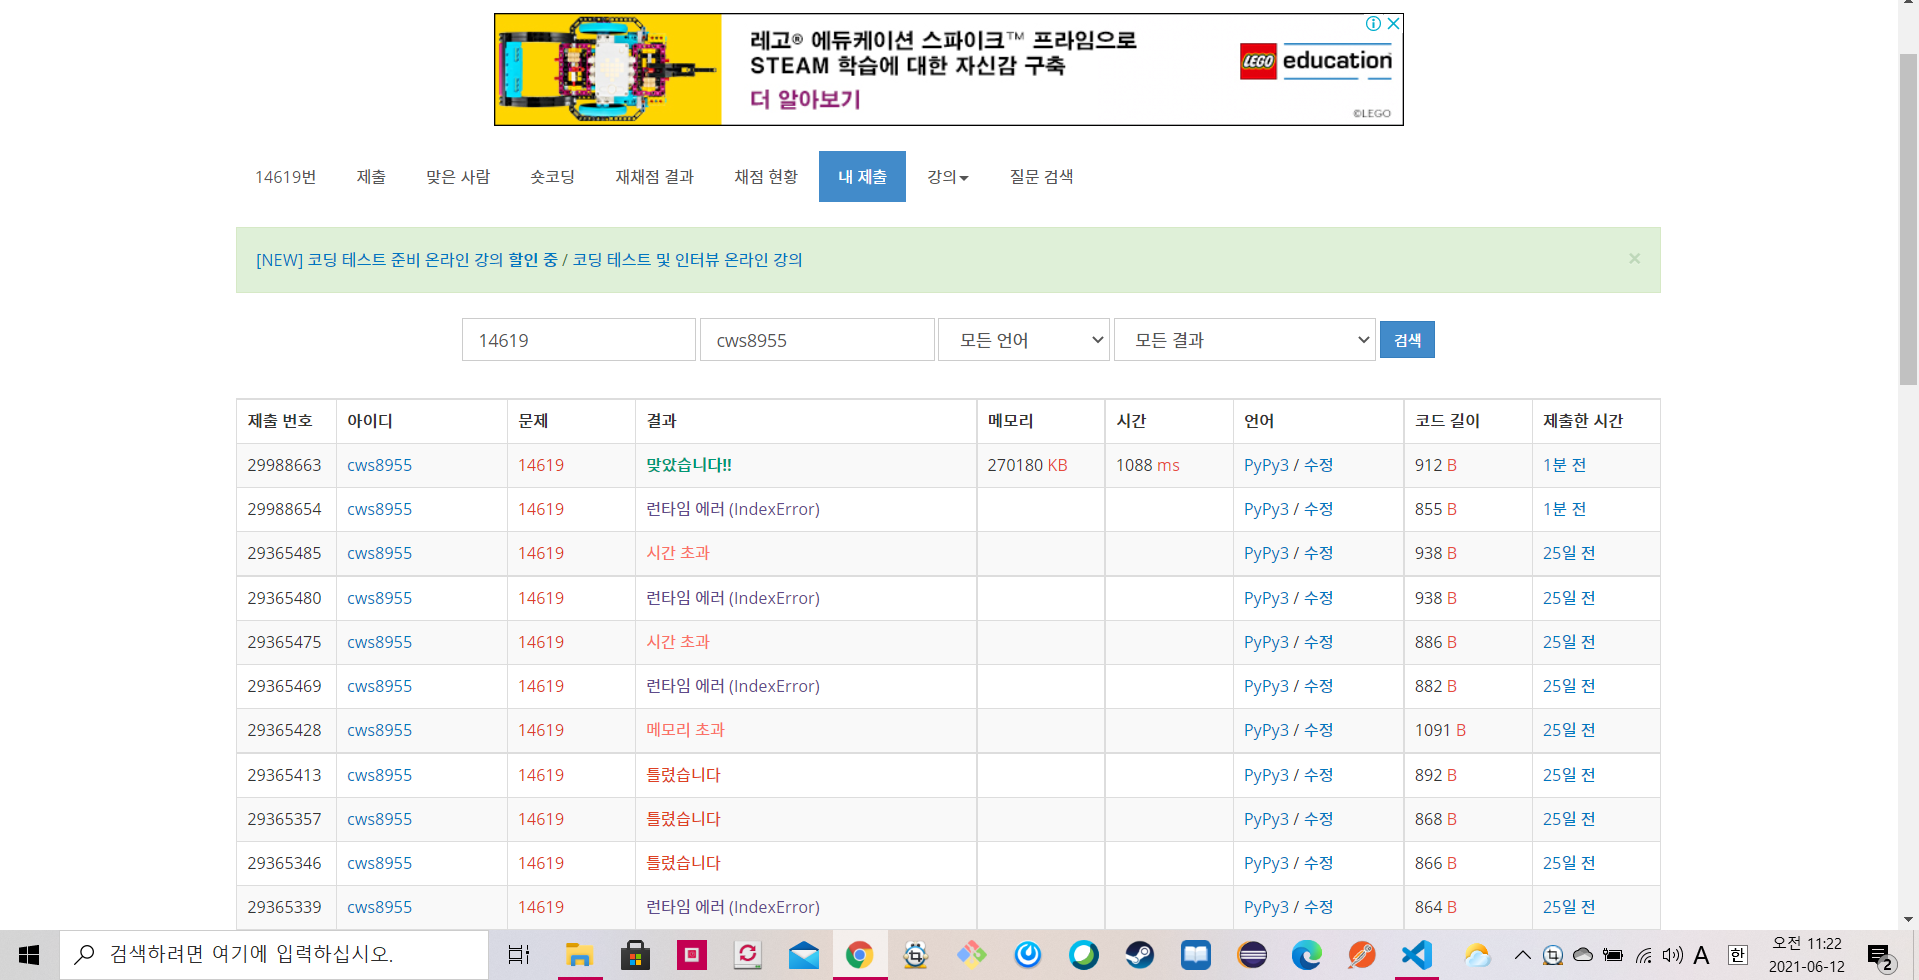 레고® 에듀케이션 스파이크™ 프라임으로
STEAM 학습에 대한 자신감 구축
더 알아보기
LEGO education
©LEGO
14619번 제출 맞은 사람 숏코딩 재채점 결과 채점 현황 내 제출 강의 질문 검색
[NEW] 코딩 테스트 준비 온라인 강의 할인 중 / 코딩 테스트 및 인터뷰 온라인 강의 ×
14619 cws8955 모든 언어 모든 결과 검색
제출 번호 아이디 문제 결과 메모리 시간 언어 코드 길이 제출한 시간
29988663 cws8955 14619 맞았습니다!! 270180 KB 1088 ms PyPy3 / 수정 912 B 1분 전
29988654 cws8955 14619 런타임 에러 (IndexError) PyPy3 / 수정 855 B 1분 전
29365485 cws8955 14619 시간 초과 PyPy3 / 수정 938 B 25일 전
29365480 cws8955 14619 런타임 에러 (IndexError) PyPy3 / 수정 938 B 25일 전
29365475 cws8955 14619 시간 초과 PyPy3 / 수정 886 B 25일 전
29365469 cws8955 14619 런타임 에러 (IndexError) PyPy3 / 수정 882 B 25일 전
29365428 cws8955 14619 메모리 초과 PyPy3 / 수정 1091 B 25일 전
29365413 cws8955 14619 틀렸습니다 PyPy3 / 수정 892 B 25일 전
29365357 cws8955 14619 틀렸습니다 PyPy3 / 수정 868 B 25일 전
29365346 cws8955 14619 틀렸습니다 PyPy3 / 수정 866 B 25일 전
29365339 cws8955 14619 런타임 에러 (IndexError) PyPy3 / 수정 864 B 25일 전
검색하려면 여기에 입력하십시오. A 한 오전 11:22
2021-06-12 2